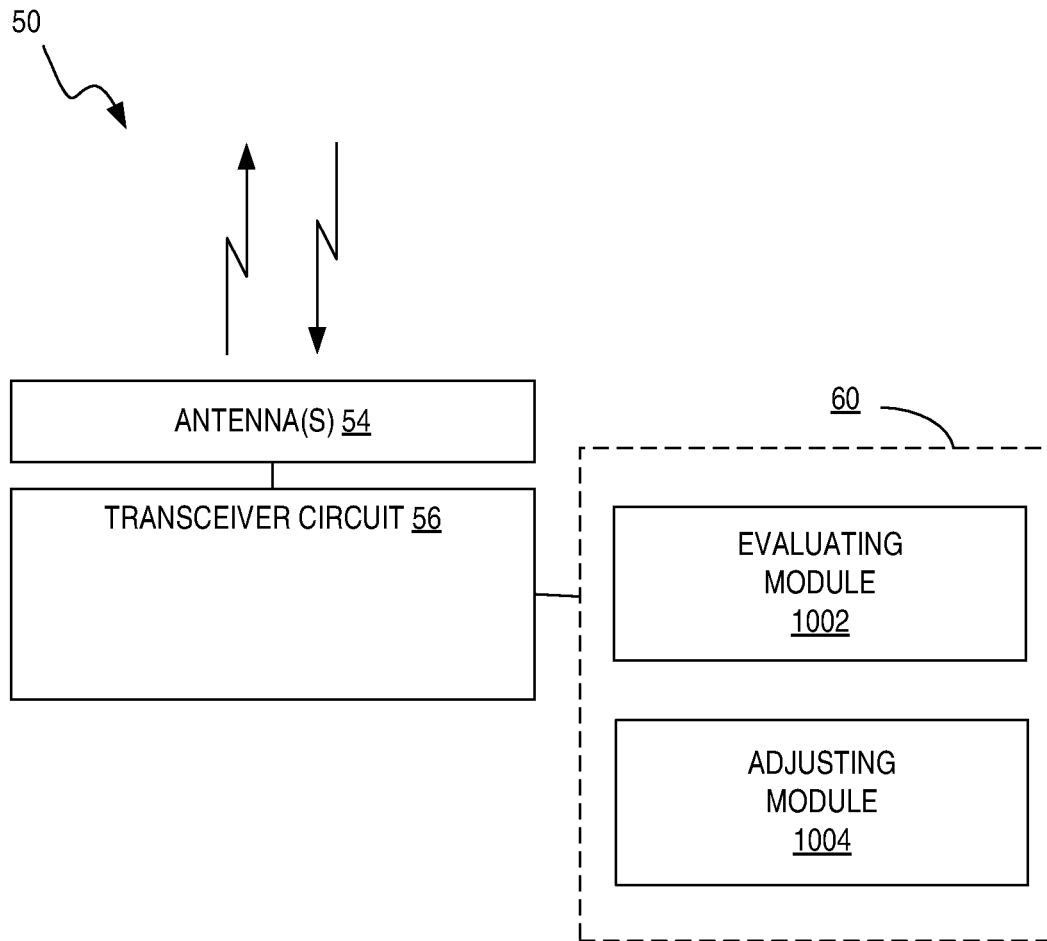 50
ANTENNA(S) 54
60
TRANSCEIVER CIRCUIT 56
EVALUATING
MODULE
1002
ADJUSTING
MODULE
1004